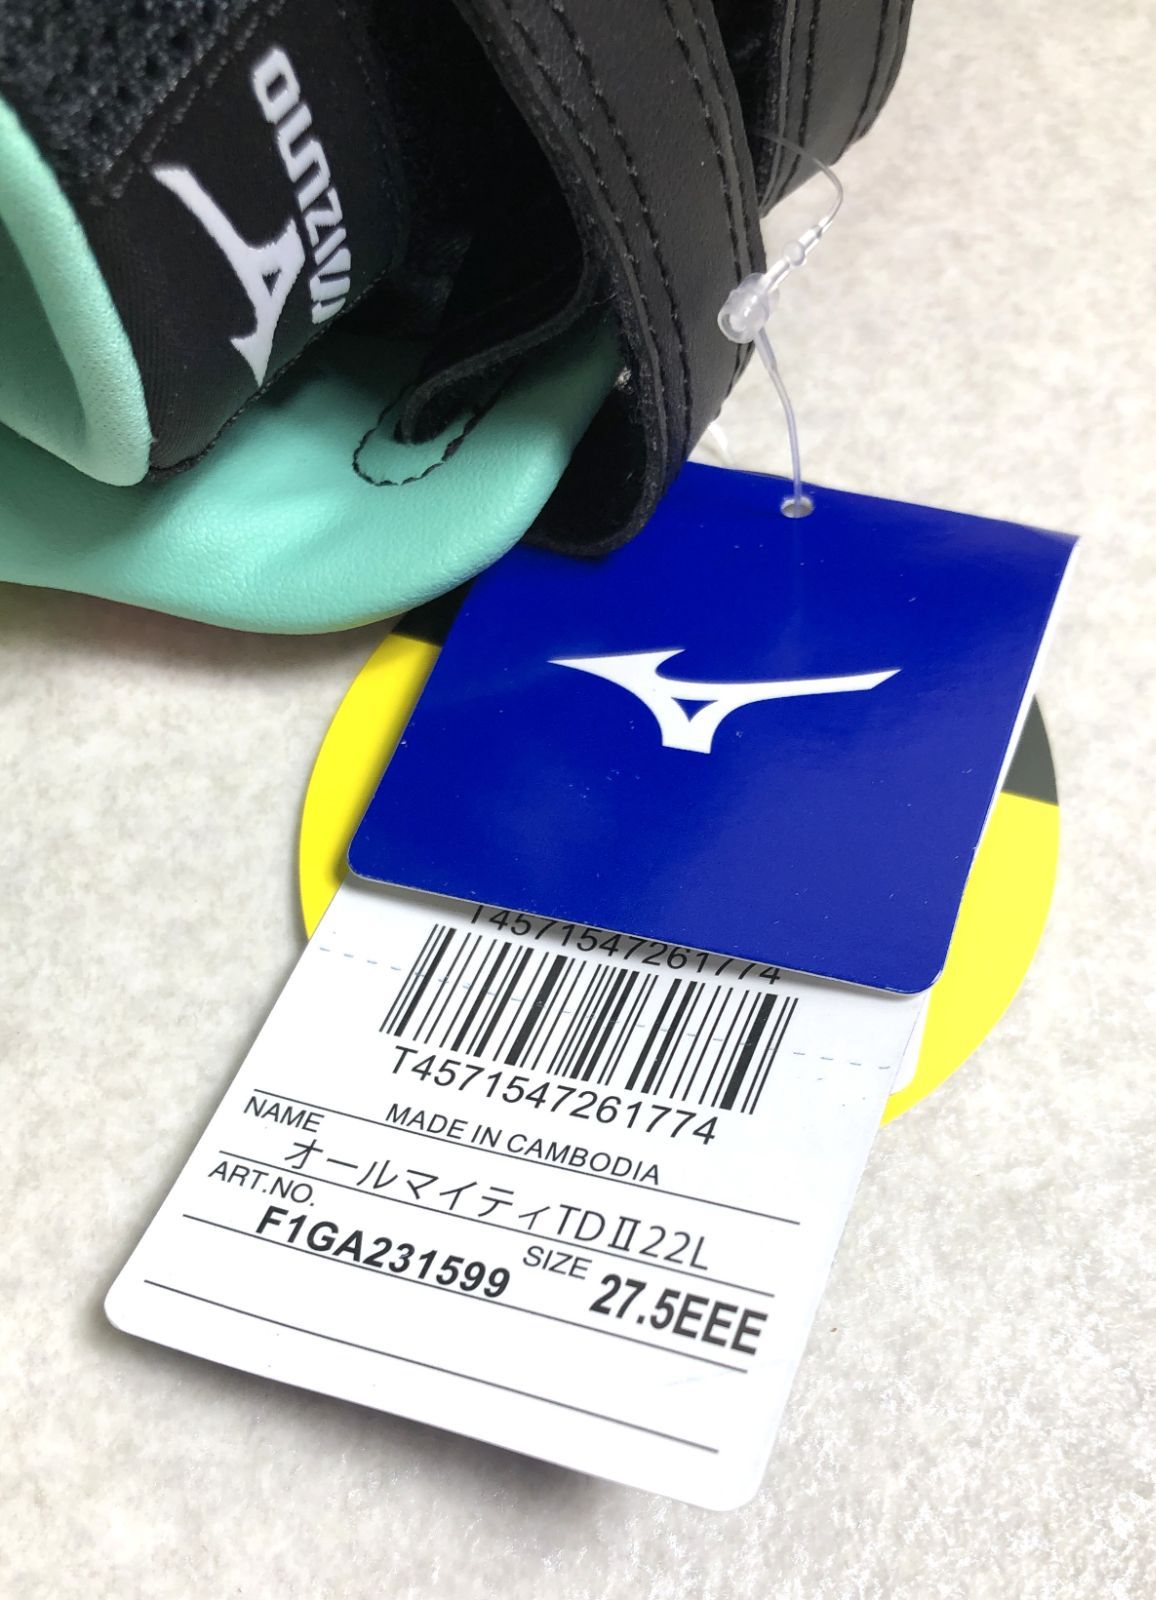 MIZUNO
T4571547261774
T4571547261774
MADE IN CAMBODIA
NAME
オールマイティTDⅡ22L
ART.NO.
F1GA231599
SIZE
27.5EEE